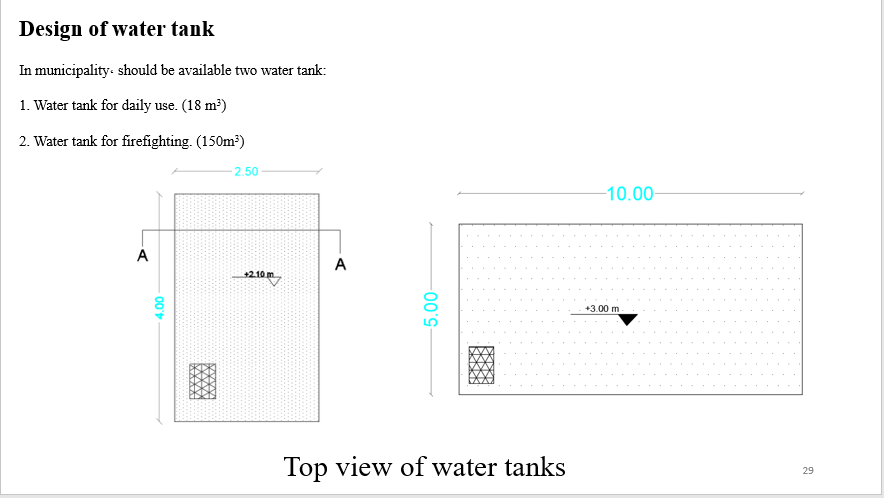 Design of water tank
In municipality، should be available two water tank:
1. Water tank for daily use. (18 m³)
2. Water tank for firefighting. (150m³)
2.50
10.00
A
A
+2.10 m
4.00
5.00
+3.00 m
Top view of water tanks
29